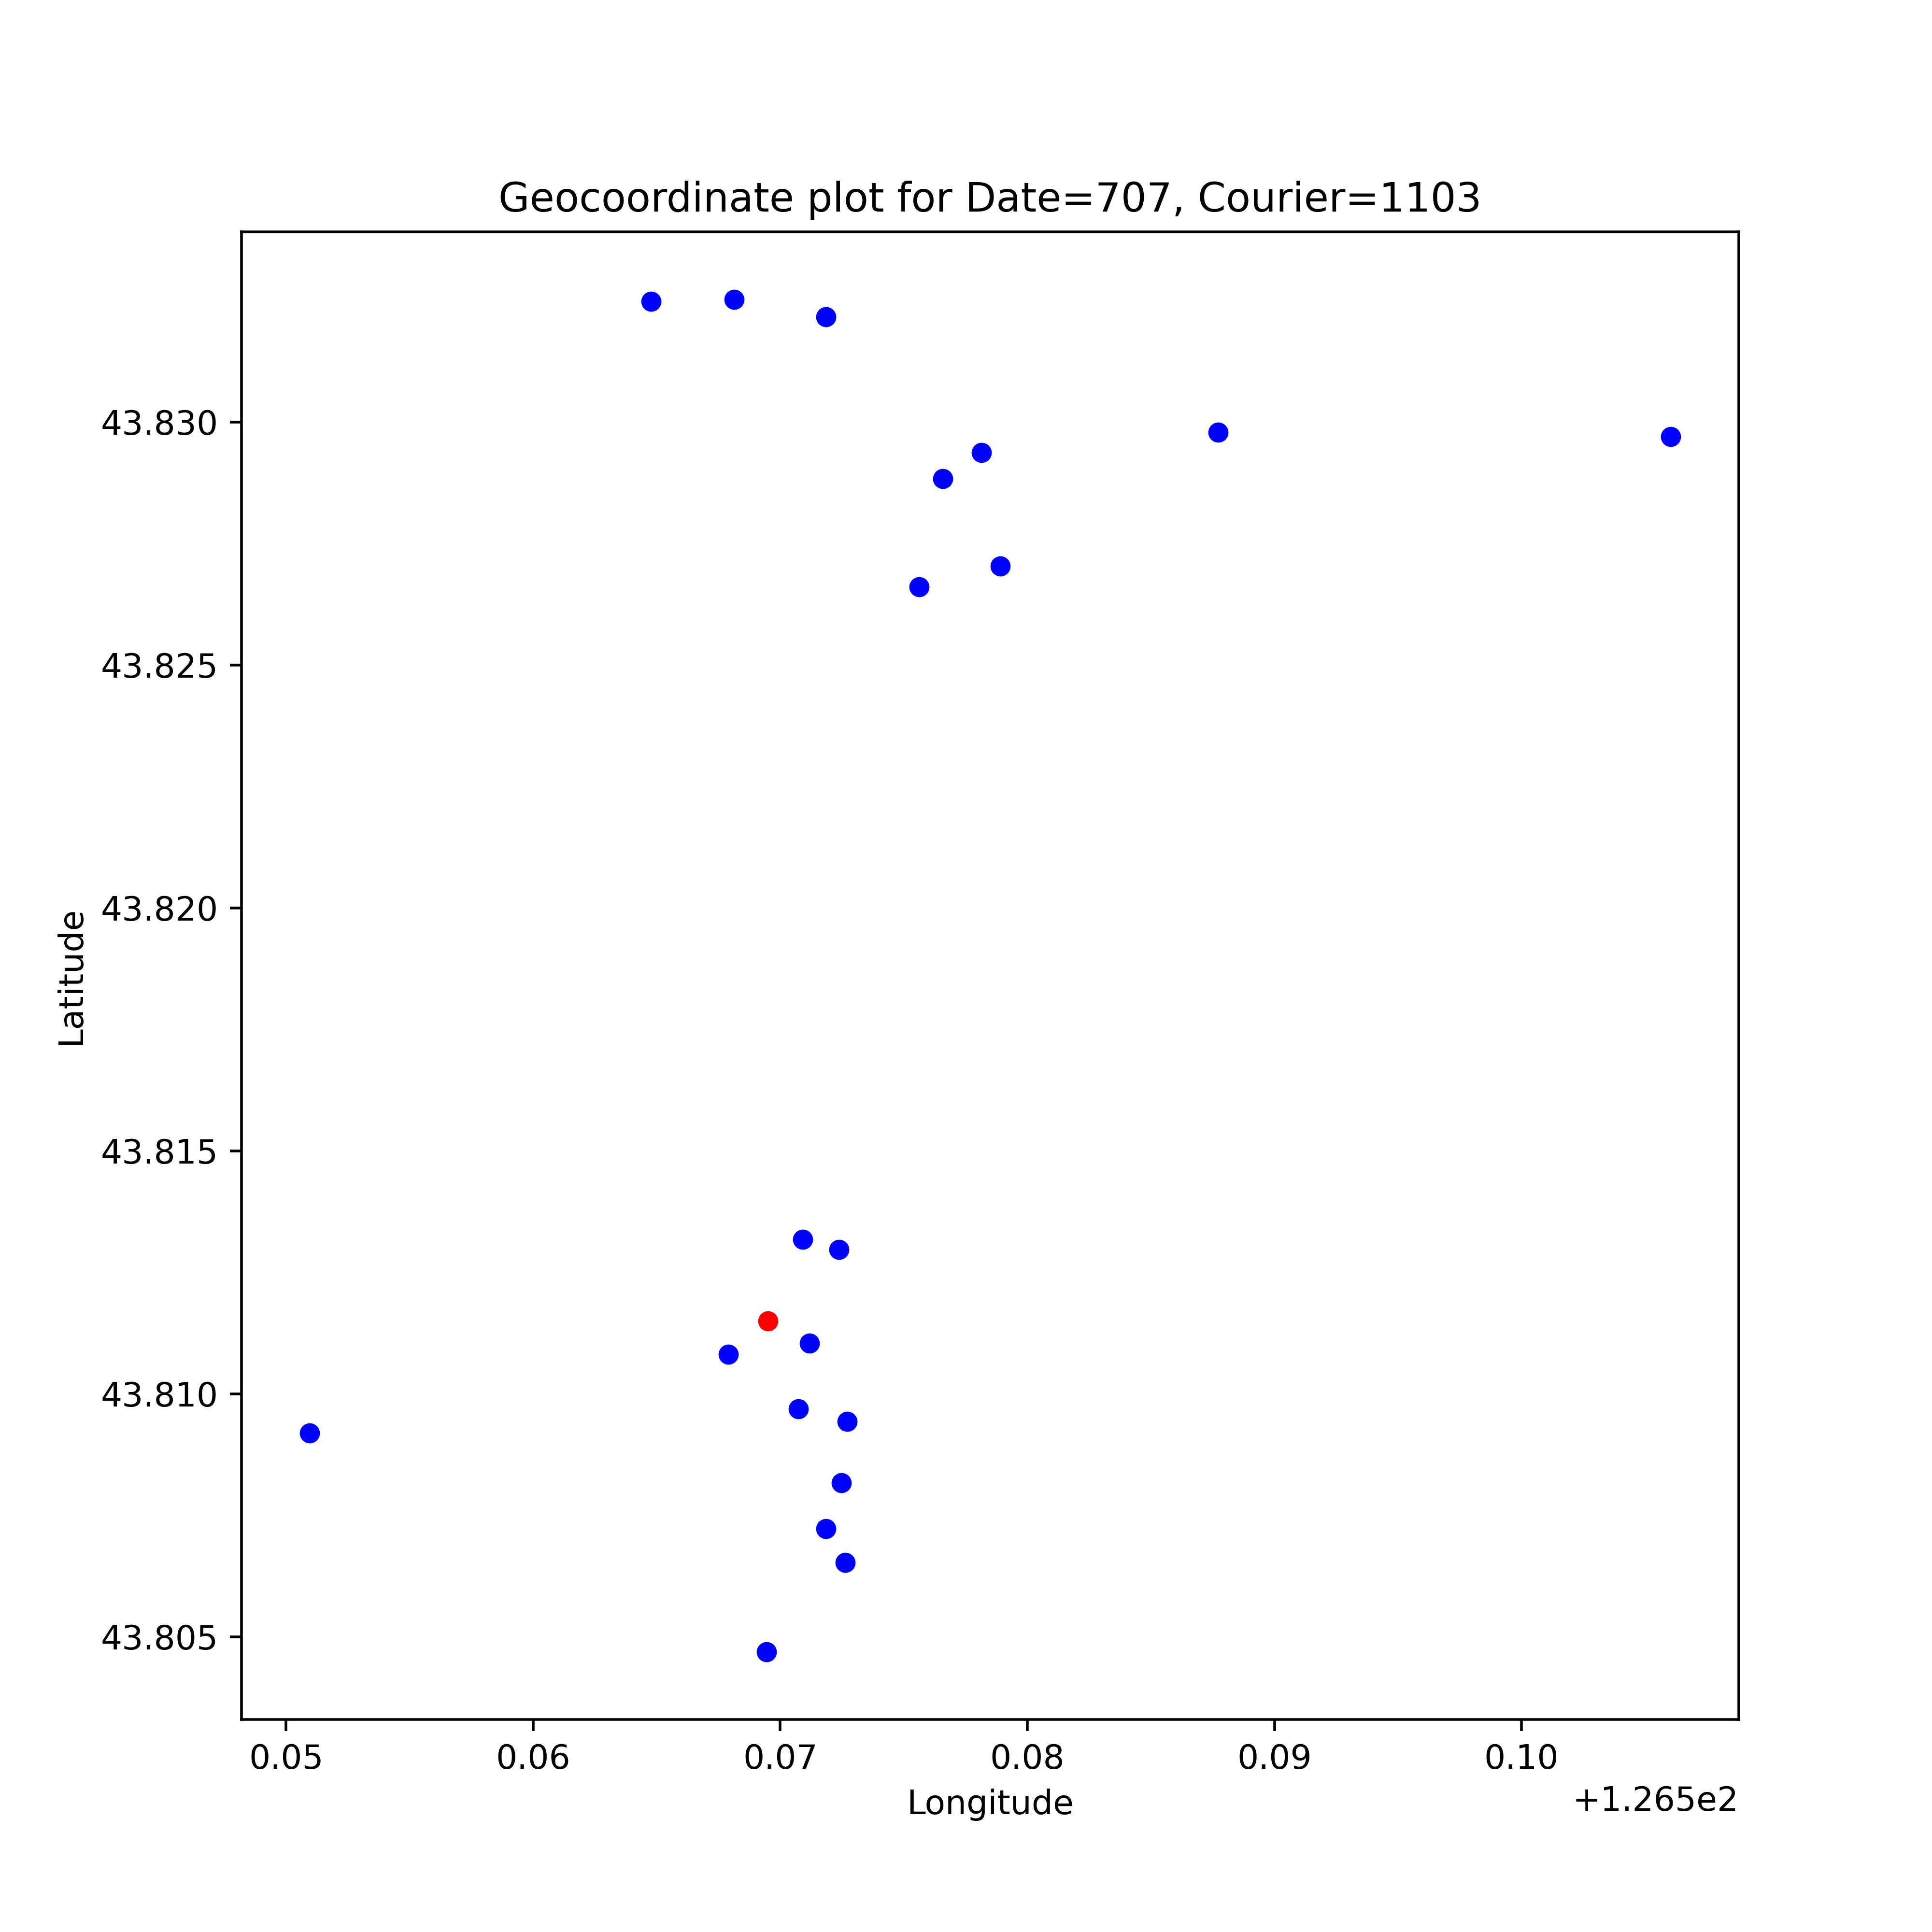 Geocoordinate plot for Date=707, Courier=1103
43.830
43.825
43.820
43.815
43.810
43.805
Latitude
0.05 0.06 0.07 0.08 0.09 0.10
Longitude
+1.265e2